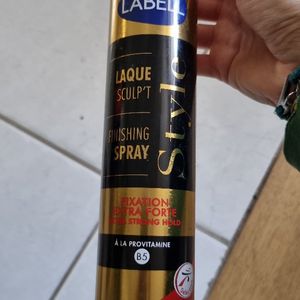 LABELL
LAQUE
SCULP'T
FINISHING
SPRAY
Style
FIXATION
EXTRA FORTE
EXTRA STRONG HOLD
À LA PROVITAMINE
B5